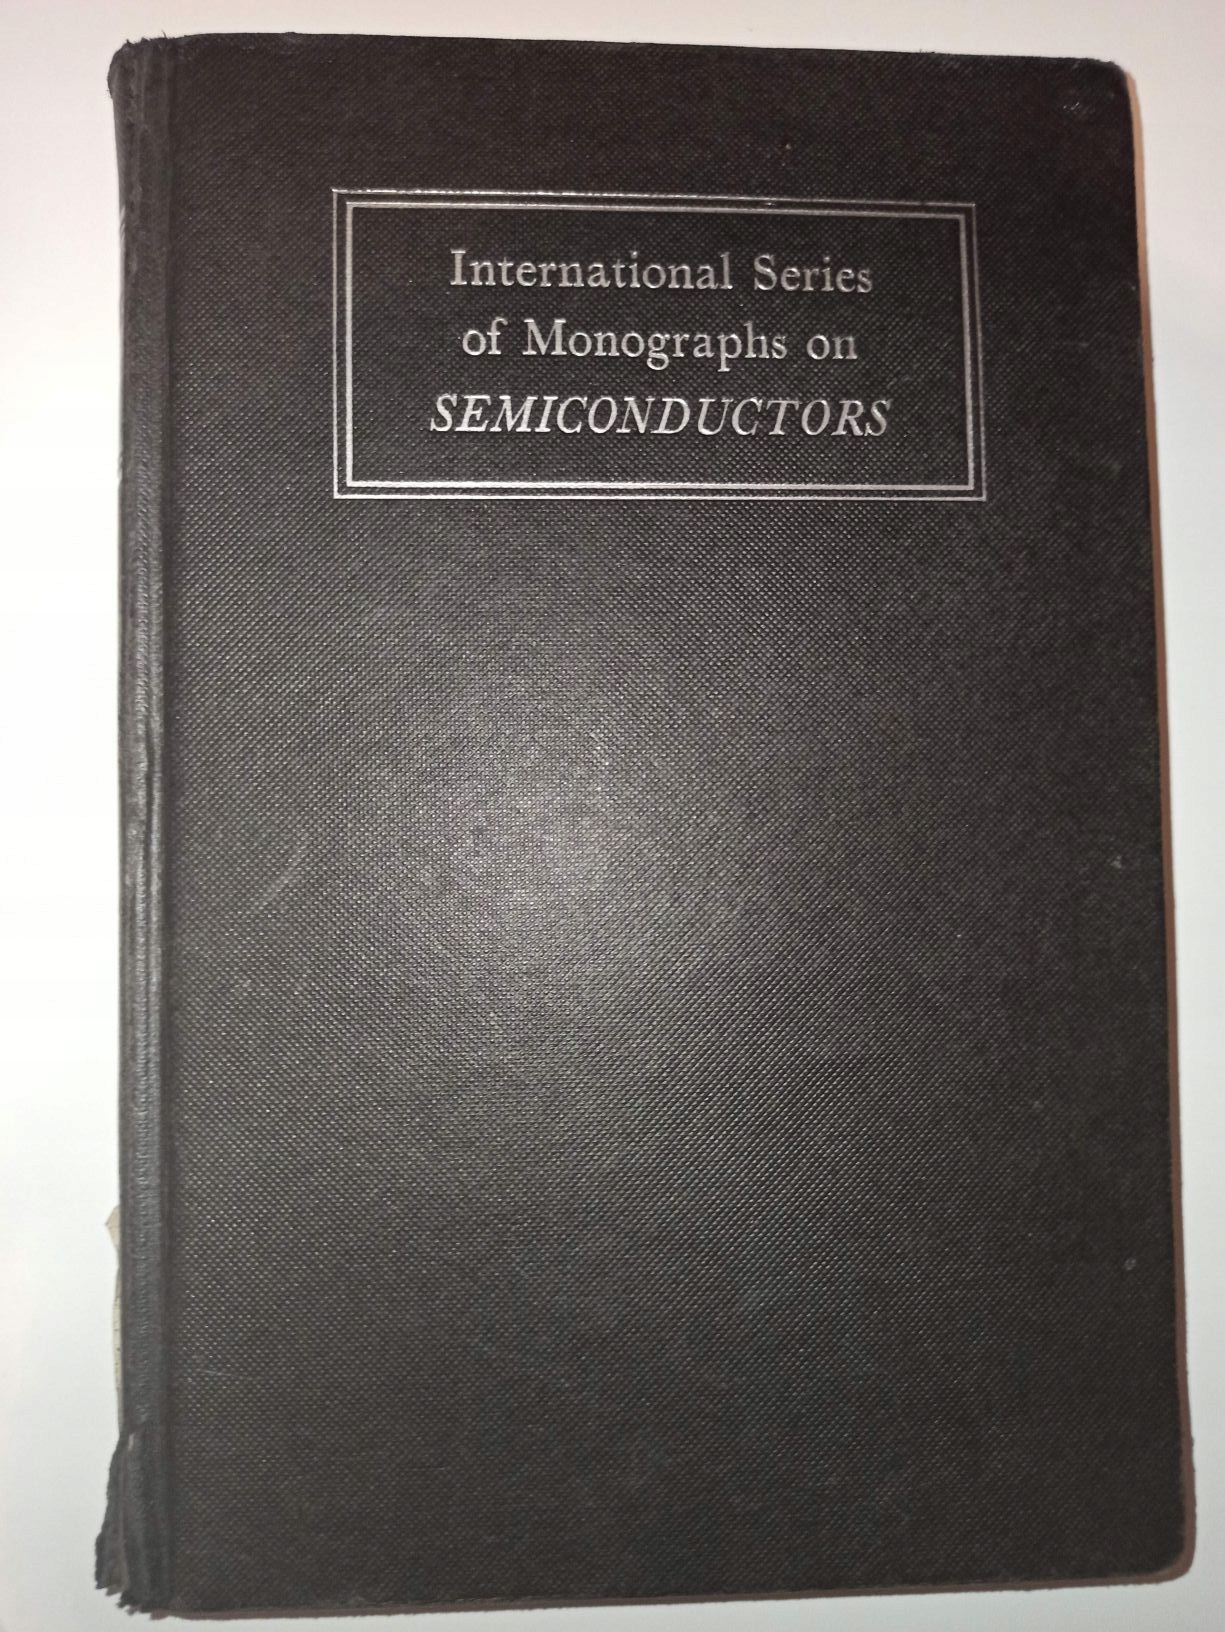 International Series
of Monographs on
SEMICONDUCTORS